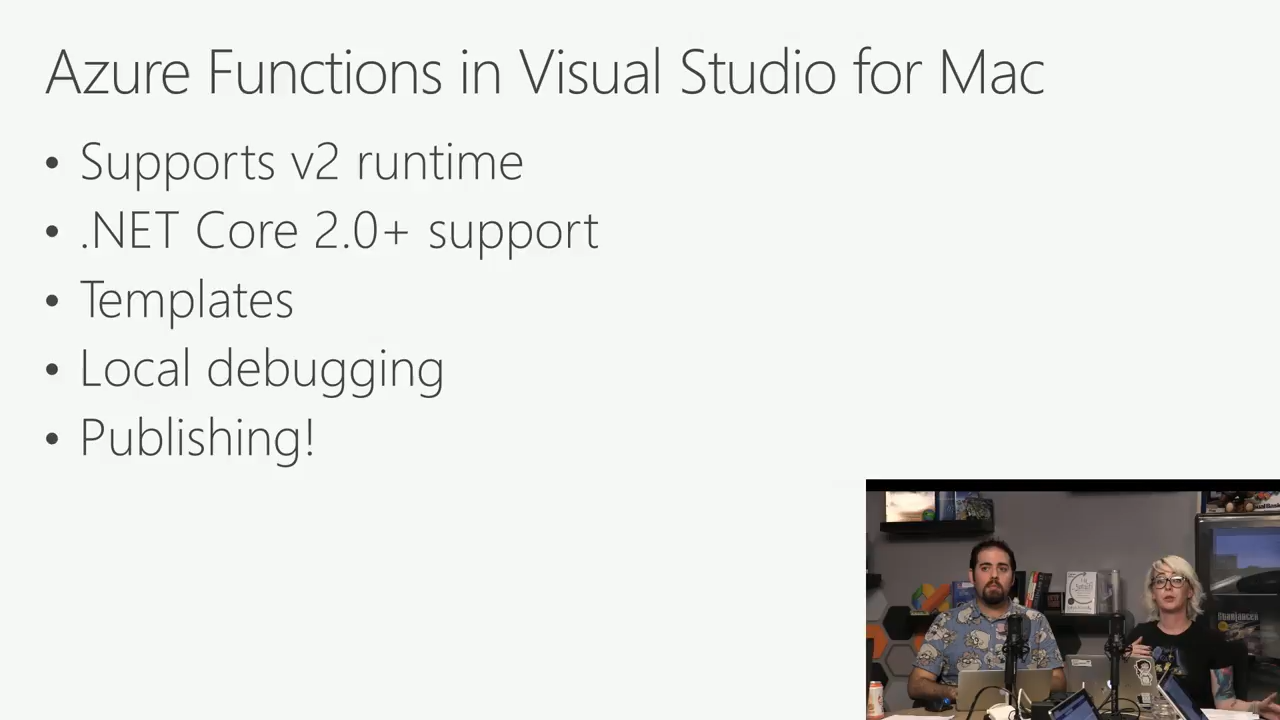 Azure Functions in Visual Studio for Mac
• Supports v2 runtime
• .NET Core 2.0+ support
• Templates
• Local debugging
• Publishing!